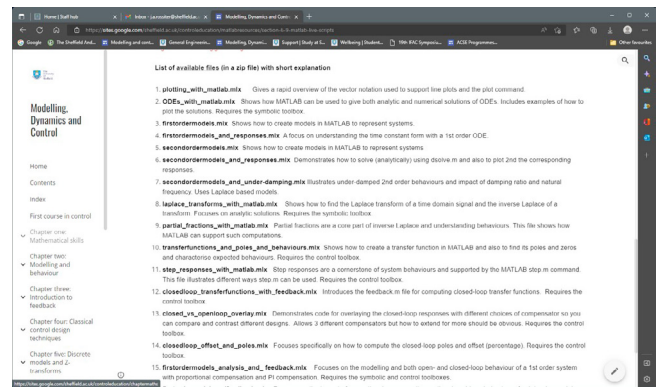 Home | Staff hub
Modelling, Dynamics and Contr
https://sites.google.com/sheffield.ac.uk/controleducation/matlab-resources/section-6-9-matlab-live-scripts
Google
The Sheffield And...
Modelling and cont...
General Engineerin...
Modelling, Dynami...
Support | Study at S...
Wellbeing | Student...
19th IFAC Symposiu...
ACSE Programmes...
Other favourites
Modelling,
Dynamics and
Control
Home
Contents
Index
First course in control
Chapter one:
Mathematical skills
Chapter two:
Modelling and
behaviour
Chapter three:
Introduction to
feedback
Chapter four: Classical
control design
techniques
Chapter five: Discrete
models and Z-
transforms
List of available files (in a zip file) with short explanation
1. plotting_with_matlab.mlx Gives a rapid overview of the vector notation used to support line plots and the plot command.
2. ODEs_with_matlab.mlx Shows how MATLAB can be used to give both analytic and numerical solutions of ODEs. Includes examples of how to
plot the solutions. Requires the symbolic toolbox.
3. firstordermodels.mlx Shows how to create models in MATLAB to represent systems.
4. firstordermodels_and_responses.mlx A focus on understanding the time constant form with a 1st order ODE.
5. secondordermodels.mlx Shows how to create models in MATLAB to represent systems
6. secondordermodels_and_responses.mlx Demonstrates how to solve (analytically) using dsolve.m and also to plot 2nd the corresponding
responses.
7. secondordermodels_and_under-damping.mlx Illustrates under-damped 2nd order behaviours and impact of damping ratio and natural
frequency. Uses Laplace based models.
8. laplace_transforms_with_matlab.mlx Shows how to find the Laplace transform of a time domain signal and the inverse Laplace of a
transform. Focuses on analytic solutions. Requires the symbolic toolbox.
9. partial_fractions_with_matlab.mlx Partial fractions are a core part of inverse Laplace and understanding behaviours. This file shows how
MATLAB can support such computations.
10. transferfunctions_and_poles_and_behaviours.mlx Shows how to create a transfer function in MATLAB and also to find its poles and zeros
and characterise expected behaviours. Requires the control toolbox.
11. step_responses_with_matlab.mlx Step responses are a cornerstone of system behaviours and supported by the MATLAB step.m command.
This file illustrates different ways step.m can be used. Requires the control toolbox.
12. closedloop_transferfunctions_with_feedback.mlx Introduces the feedback.m file for computing closed-loop transfer functions. Requires the
control toolbox
13. closed_vs_openloop_overlay.mlx Demonstrates code for overlaying the closed-loop responses with different choices of compensator so you
can compare and contrast different designs. Allows 3 different compensators but how to extend for more should be obvious. Requires the control
toolbox.
14. closedloop_offset_and_poles.mlx Focuses specifically on how to compute the closed-loop poles and offset (percentage). Requires the control
toolbox.
15. firstordermodels_analysis_and_ feedback.mlx Focuses on the modelling and both open- and closed-loop behaviour of a 1st order system
with proportional compensation and PI compensation. Requires the symbolic and control toolboxes.
https://sites.google.com/sheffield.ac.uk/controleducation/chaptermaths